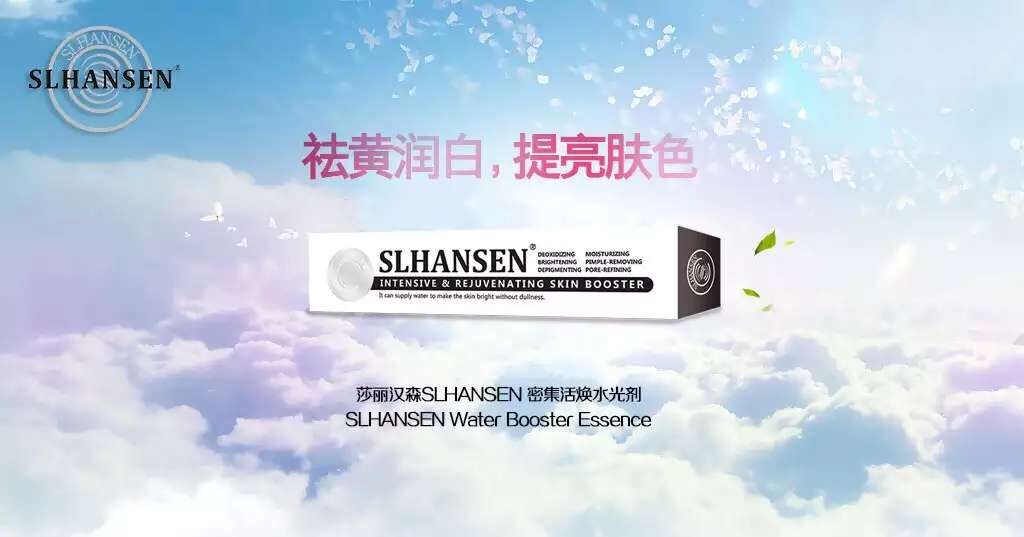 SLHANSEN
SLHANSEN
祛黄润白，提亮肤色
SLHANSEN®
DEOXIDIZING MOISTURIZING
BRIGHTENING PIMPLE-REMOVING
DEPIGMENTING PORE-REFINING
INTENSIVE & REJUVENATING SKIN BOOSTER
It can supply water to make the skin bright without dullness.
莎丽汉森SLHANSEN 密集活焕水光剂
SLHANSEN Water Booster Essence